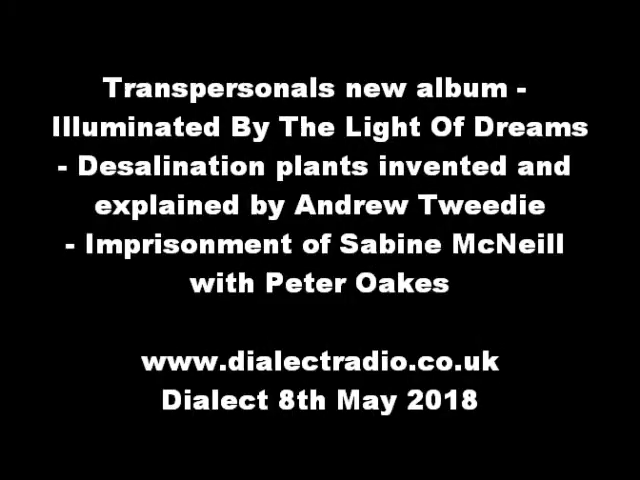 Transpersonals new album -
Illuminated By The Light Of Dreams
- Desalination plants invented and
explained by Andrew Tweedie
- Imprisonment of Sabine McNeill
with Peter Oakes
www.dialectradio.co.uk
Dialect 8th May 2018